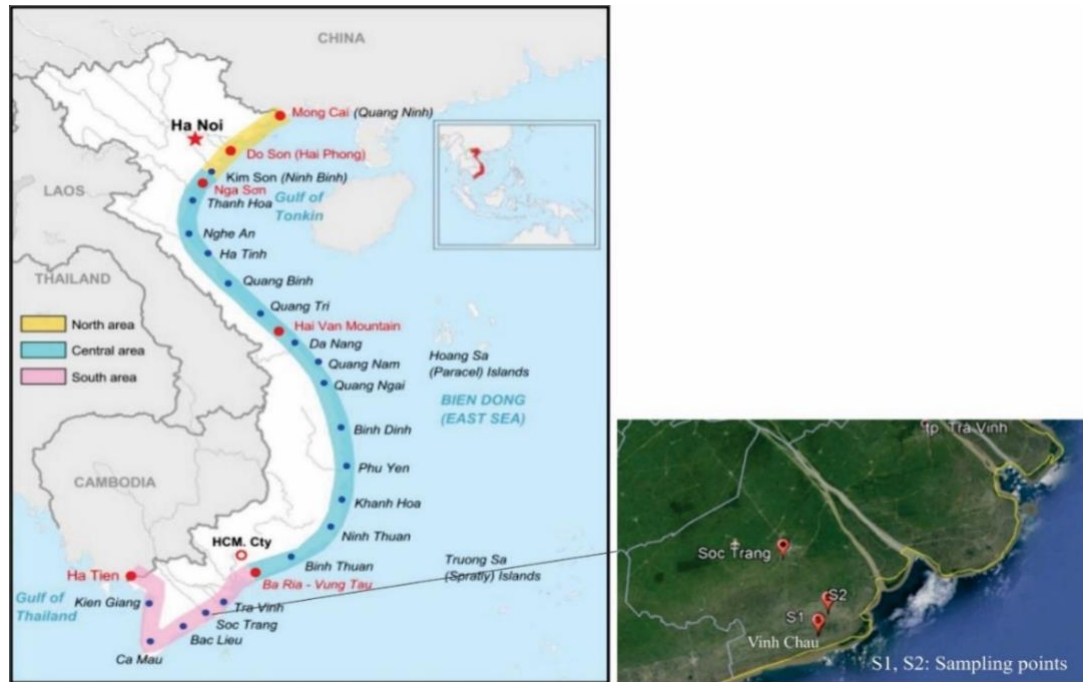 CHINA
Mong Cai (Quang Ninh)
Ha Noi
Do Son (Hai Phong)
Kim Son (Ninh Binh)
Nga Sơn
LAOS
Thanh Hoa
Gulf of
Tonkin
Nghe An
Ha Tinh
THAILAND
Quang Binh
Quang Tri
North area
Hai Van Mountain
Central area
Da Nang
South area
Quang Nam
Hoang Sa
(Paracel) Islands
Quang Ngai
BIEN DONG
(EAST SEA)
Binh Dinh
Phu Yen
CAMBODIA
Khanh Hoa
Ninh Thuan
HCM. Cty
Binh Thuan
Truong Sa
(Spratly) Islands
Ha Tien
Ba Ria - Vung Tau
Gulf of
Thailand
Kien Giang
Tra Vinh
Soc Trang
Bac Lieu
Ca Mau
tp. Trà Vinh
Soc Trang
S2
S1
Vinh Chau
S1, S2: Sampling points